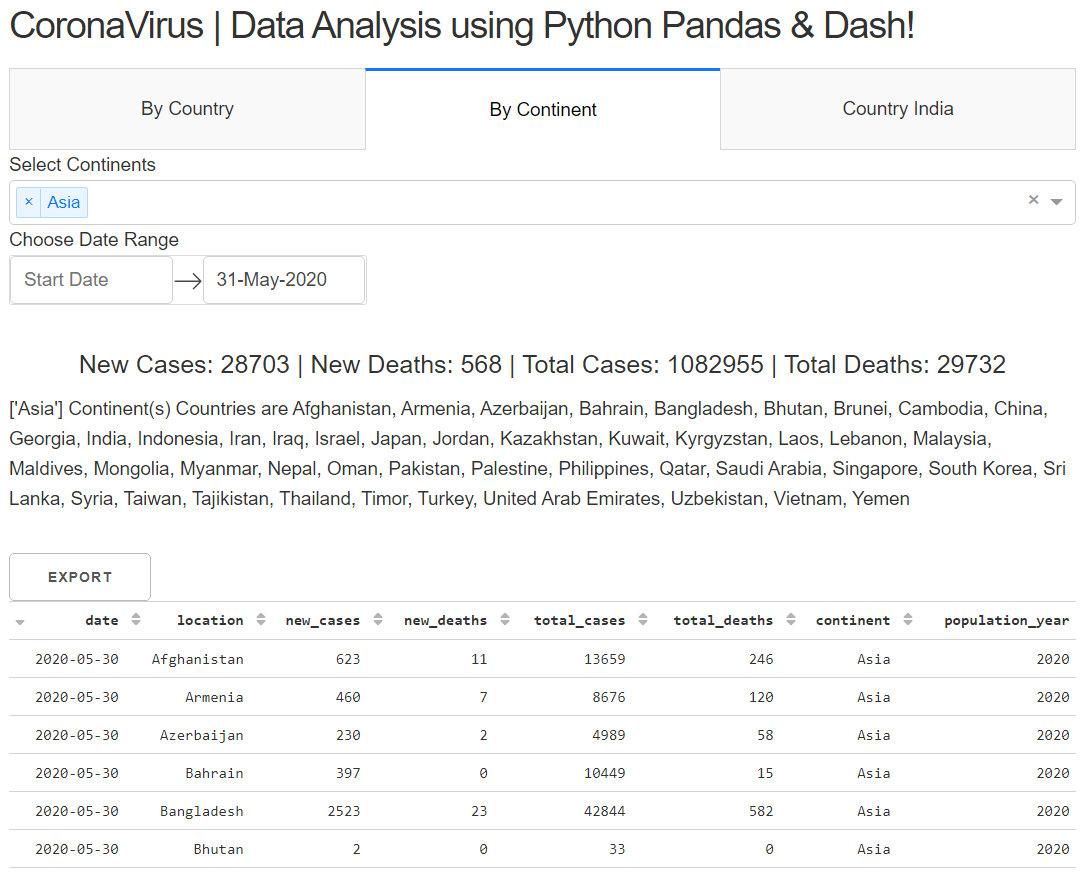 CoronaVirus | Data Analysis using Python Pandas & Dash!
By Country By Continent Country India
Select Continents
× Asia ×
Choose Date Range
Start Date → 31-May-2020
New Cases: 28703 | New Deaths: 568 | Total Cases: 1082955 | Total Deaths: 29732
['Asia'] Continent(s) Countries are Afghanistan, Armenia, Azerbaijan, Bahrain, Bangladesh, Bhutan, Brunei, Cambodia, China,
Georgia, India, Indonesia, Iran, Iraq, Israel, Japan, Jordan, Kazakhstan, Kuwait, Kyrgyzstan, Laos, Lebanon, Malaysia,
Maldives, Mongolia, Myanmar, Nepal, Oman, Pakistan, Palestine, Philippines, Qatar, Saudi Arabia, Singapore, South Korea, Sri
Lanka, Syria, Taiwan, Tajikistan, Thailand, Timor, Turkey, United Arab Emirates, Uzbekistan, Vietnam, Yemen
EXPORT
date location new_cases new_deaths total_cases total_deaths continent population_year
2020-05-30 Afghanistan 623 11 13659 246 Asia 2020
2020-05-30 Armenia 460 7 8676 120 Asia 2020
2020-05-30 Azerbaijan 230 2 4989 58 Asia 2020
2020-05-30 Bahrain 397 0 10449 15 Asia 2020
2020-05-30 Bangladesh 2523 23 42844 582 Asia 2020
2020-05-30 Bhutan 2 0 33 0 Asia 2020